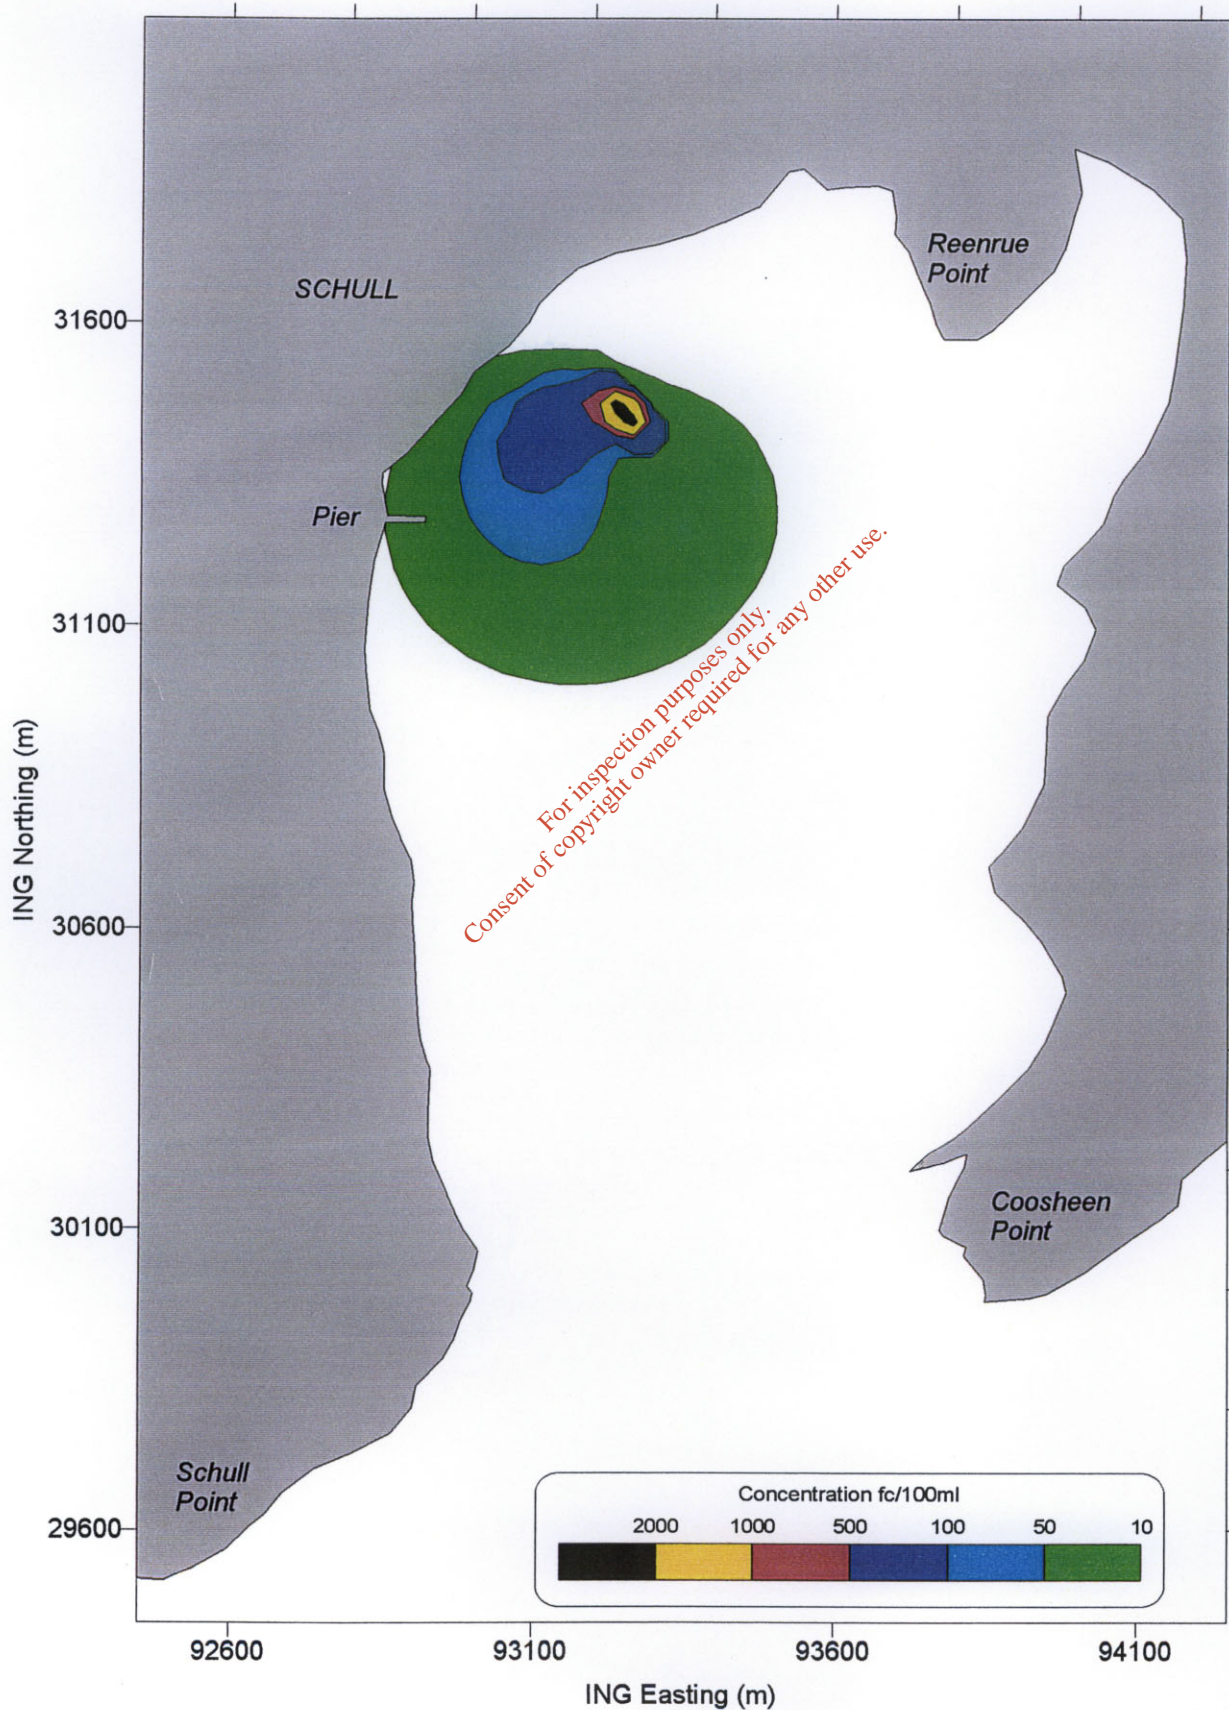 Reenrue
Point
SCHULL
31600
Pier
31100
For inspection purposes only.
Consent of copyright owner required for any other use.
ING Northing (m)
30600
Coosheen
Point
30100
Schull
Point
Concentration fc/100ml
2000 1000 500 100 50 10
29600
92600 93100 93600 94100
ING Easting (m)